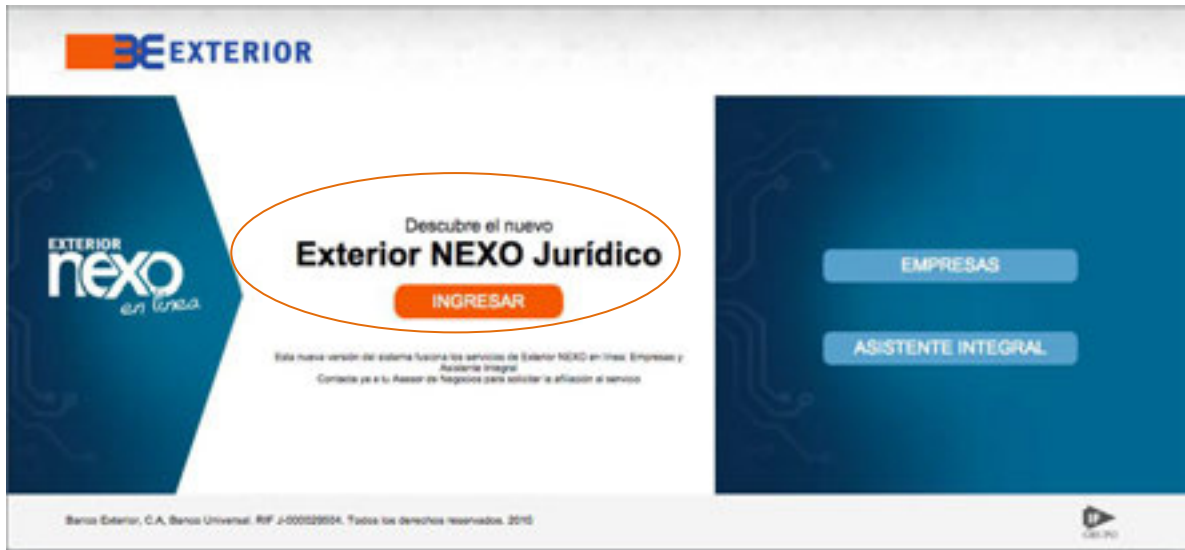 EXTERIOR
EXTERIOR
nexo
en línea
Descubre el nuevo
Exterior NEXO Jurídico
INGRESAR
Esta nueva versión del sistema fusiona los servicios de Exterior NEXO en línea: Empresas y
Asistente Integral
Contacta ya a tu Asesor de Negocios para solicitar la afiliación al servicio
EMPRESAS
ASISTENTE INTEGRAL
Banco Exterior, C.A, Banco Universal. RIF Todos los derechos reservados. 2015
GRUPO